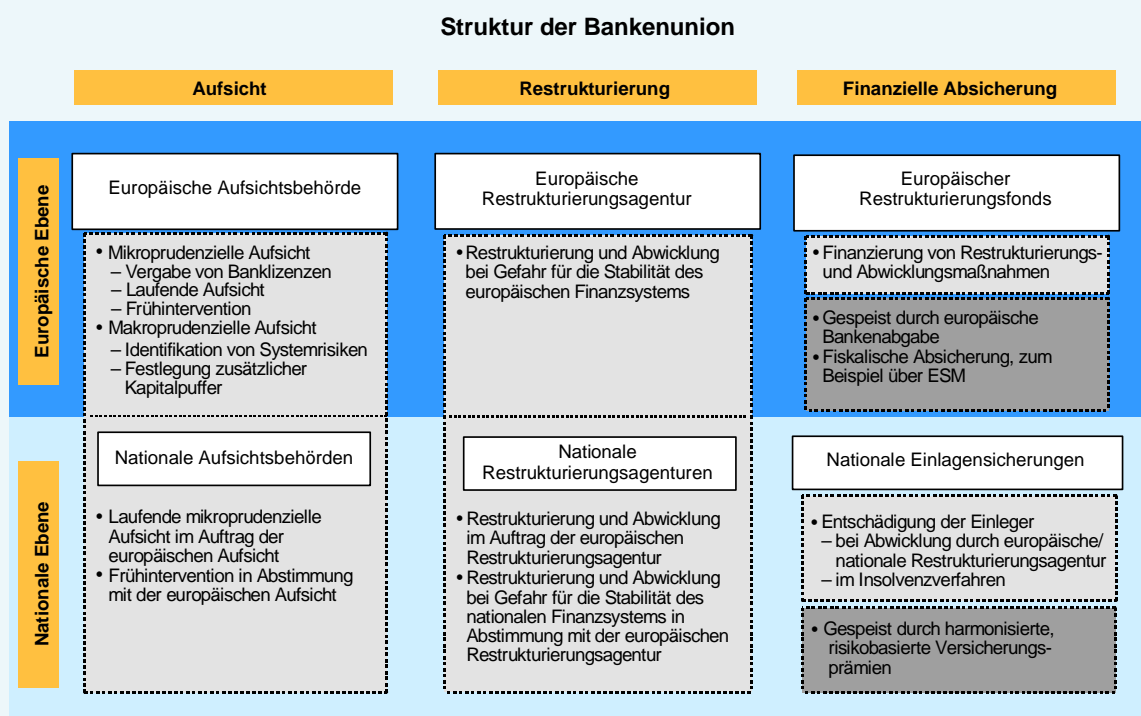 Struktur der Bankenunion
Aufsicht
Restrukturierung
Finanzielle Absicherung
Europäische Ebene
Europäische Aufsichtsbehörde
• Mikroprudenzielle Aufsicht
– Vergabe von Banklizenzen
– Laufende Aufsicht
– Frühintervention
• Makroprudenzielle Aufsicht
– Identifikation von Systemrisiken
– Festlegung zusätzlicher
Kapitalpuffer
Europäische
Restrukturierungsagentur
• Restrukturierung und Abwicklung
bei Gefahr für die Stabilität des
europäischen Finanzsystems
Europäischer
Restrukturierungsfonds
• Finanzierung von Restrukturierungs-
und Abwicklungsmaßnahmen
• Gespeist durch europäische
Bankenabgabe
• Fiskalische Absicherung, zum
Beispiel über ESM
Nationale Ebene
Nationale Aufsichtsbehörden
• Laufende mikroprudenzielle
Aufsicht im Auftrag der
europäischen Aufsicht
• Frühintervention in Abstimmung
mit der europäischen Aufsicht
Nationale
Restrukturierungsagenturen
• Restrukturierung und Abwicklung
im Auftrag der europäischen
Restrukturierungsagentur
• Restrukturierung und Abwicklung
bei Gefahr für die Stabilität des
nationalen Finanzsystems in
Abstimmung mit der europäischen
Restrukturierungsagentur
Nationale Einlagensicherungen
• Entschädigung der Einleger
– bei Abwicklung durch europäische/
nationale Restrukturierungsagentur
– im Insolvenzverfahren
• Gespeist durch harmonisierte,
risikobasierte Versicherungs-
prämien